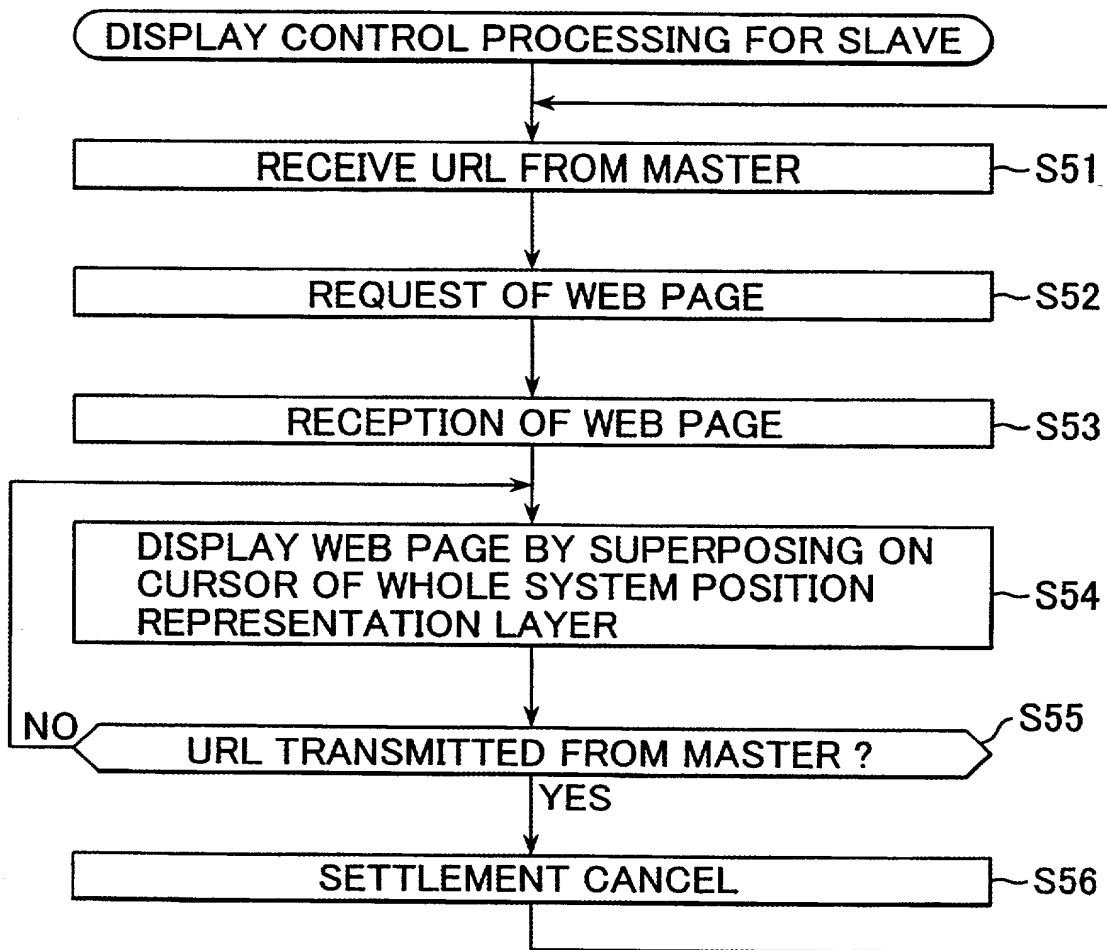 DISPLAY CONTROL PROCESSING FOR SLAVE
RECEIVE URL FROM MASTER
S51
REQUEST OF WEB PAGE
S52
RECEPTION OF WEB PAGE
S53
DISPLAY WEB PAGE BY SUPERPOSING ON
CURSOR OF WHOLE SYSTEM POSITION
REPRESENTATION LAYER
S54
NO
URL TRANSMITTED FROM MASTER ?
S55
YES
SETTLEMENT CANCEL
S56